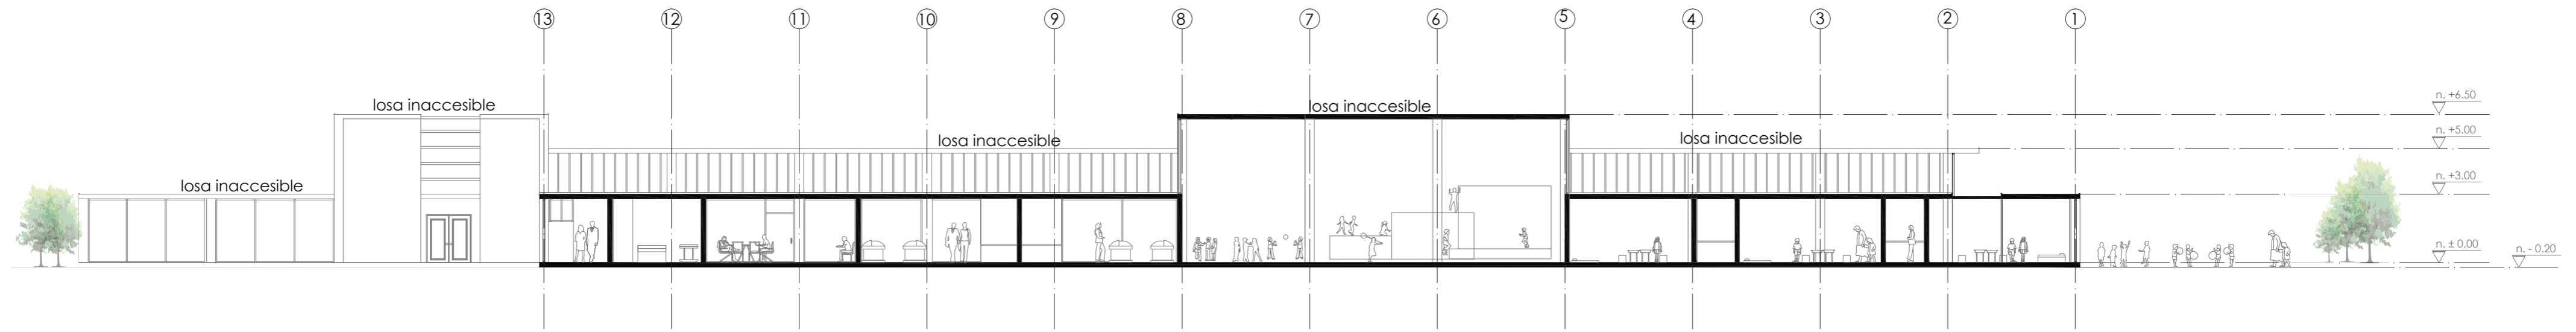 13
12
11
10
9
8
7
6
5
4
3
2
1
losa inaccesible
losa inaccesible
losa inaccesible
losa inaccesible
losa inaccesible
n. +6.50
n. +5.00
n. +3.00
n. ± 0.00
n. - 0.20